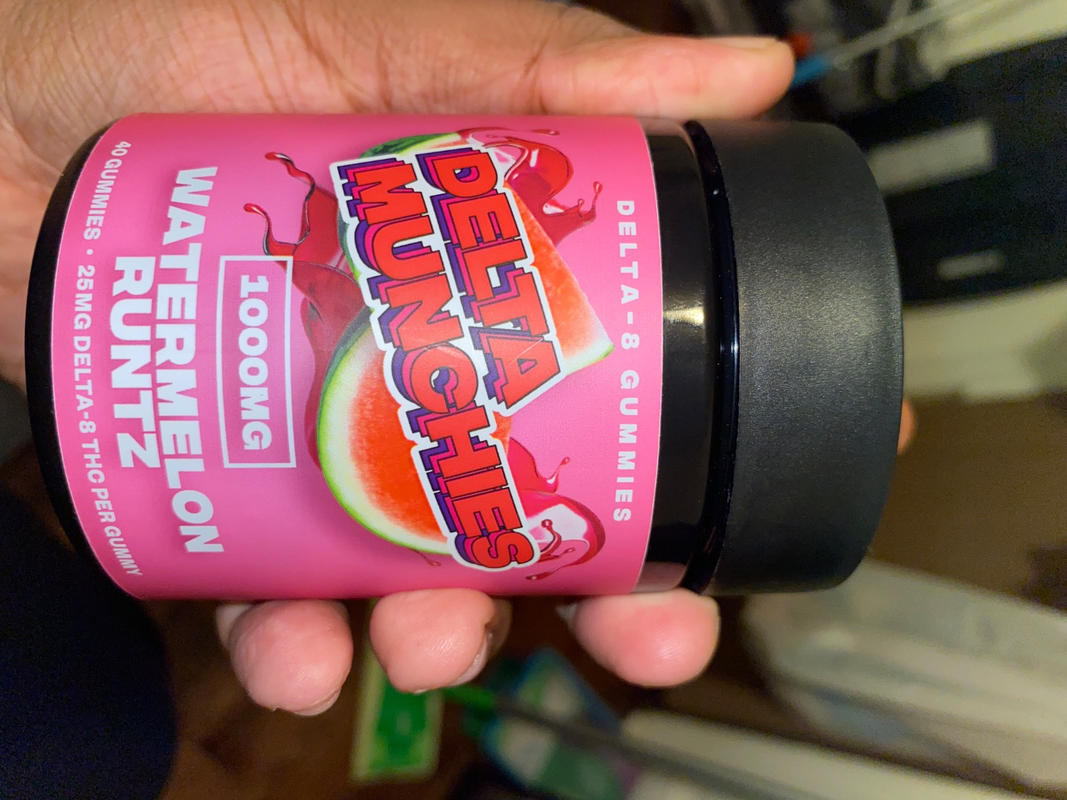 DELTA-8 GUMMIES
DELTA
MUNCHIES
1000MG
WATERMELON
RUNTZ
40 GUMMIES • 25MG DELTA-8 THC PER GUMMY